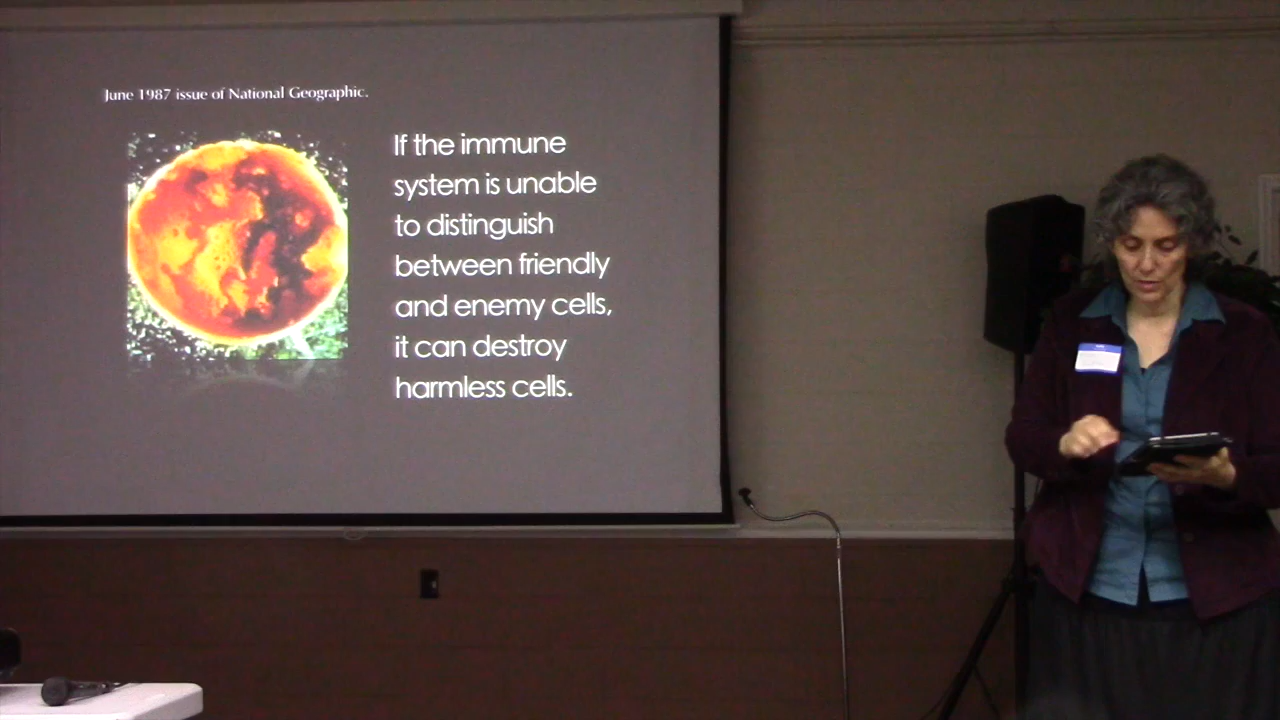 June 1987 issue of National Geographic.
If the immune
system is unable
to distinguish
between friendly
and enemy cells,
it can destroy
harmless cells.